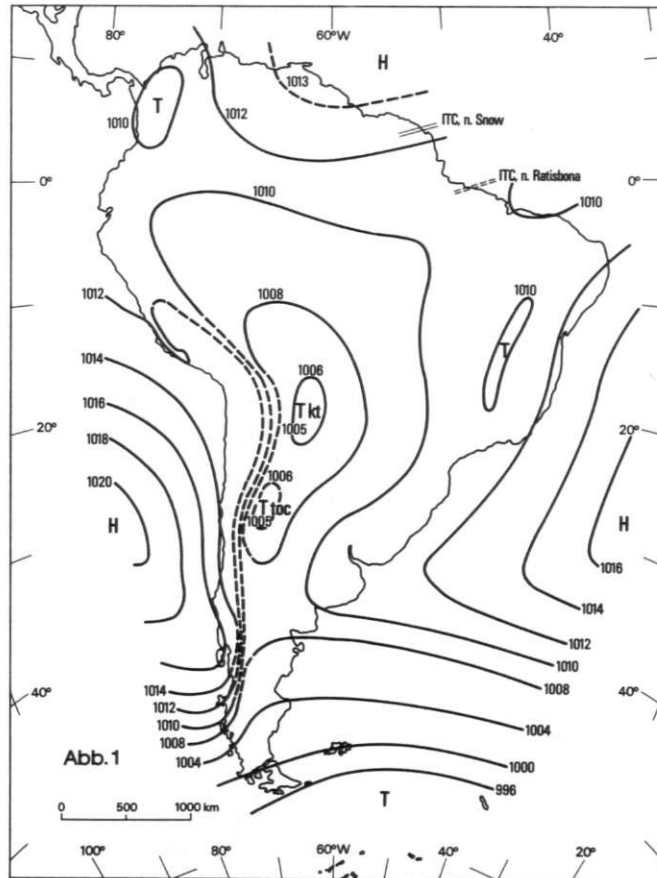 80° 60°W 40°
H
1013
T
1010 1012
ITC, n. Snow
ITC, n. Ratisbona
0° 0°
1010 1010
1012 1008 1010
1014
1006
T
1016 T kt
20° 1005 20°
1018 1006
1020 T toc
1005
H H
1016
1014
1012
1010
1014 1008
40° 1012 40°
1010 1004
1008
Abb.1 1004 1000
996
0 500 1000 km T
100° 80° 60°W 40° 20°